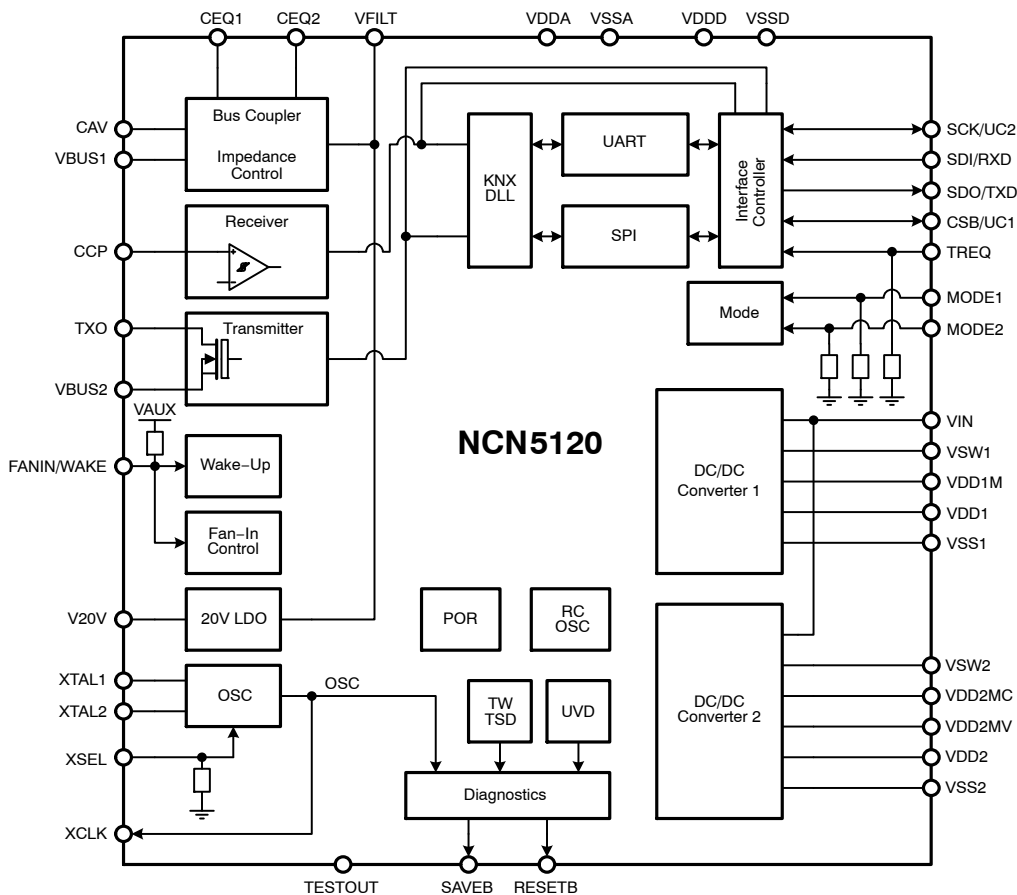 CEQ1
CEQ2
VFILT
VDDA
VSSA
VDDD
VSSD
CAV
VBUS1
Bus Coupler
Impedance
Control
CCP
Receiver
TXO
VBUS2
Transmitter
VAUX
FANIN/WAKE
Wake−Up
Fan−In
Control
V20V
20V LDO
XTAL1
XTAL2
OSC
OSC
XSEL
XCLK
KNX
DLL
UART
SPI
Interface
Controller
Mode
SCK/UC2
SDI/RXD
SDO/TXD
CSB/UC1
TREQ
MODE1
MODE2
NCN5120
DC/DC
Converter 1
VIN
VSW1
VDD1M
VDD1
VSS1
POR
RC
OSC
TW
TSD
UVD
Diagnostics
DC/DC
Converter 2
VSW2
VDD2MC
VDD2MV
VDD2
VSS2
TESTOUT
SAVEB
RESETB